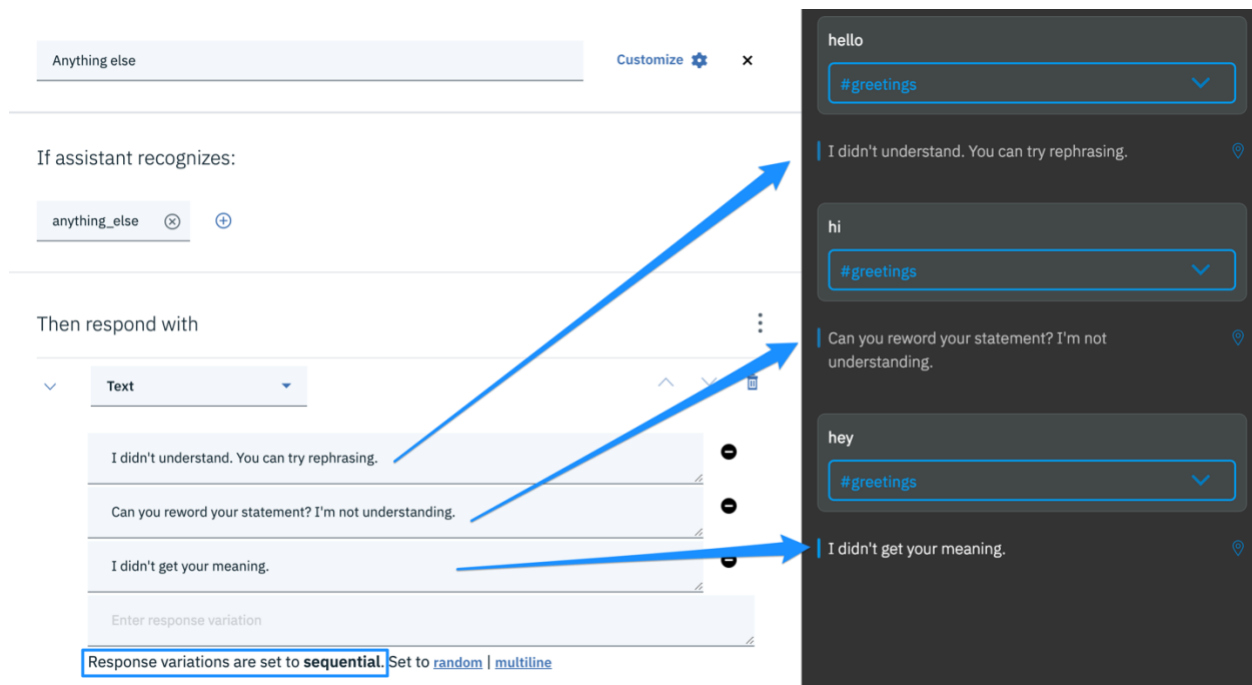 Anything else
Customize
If assistant recognizes:
anything_else
Then respond with
Text
I didn't understand. You can try rephrasing.
Can you reword your statement? I'm not understanding.
I didn't get your meaning.
Enter response variation
Response variations are set to sequential. Set to random | multiline
hello
#greetings
I didn't understand. You can try rephrasing.
hi
#greetings
Can you reword your statement? I'm not
understanding.
hey
#greetings
I didn't get your meaning.